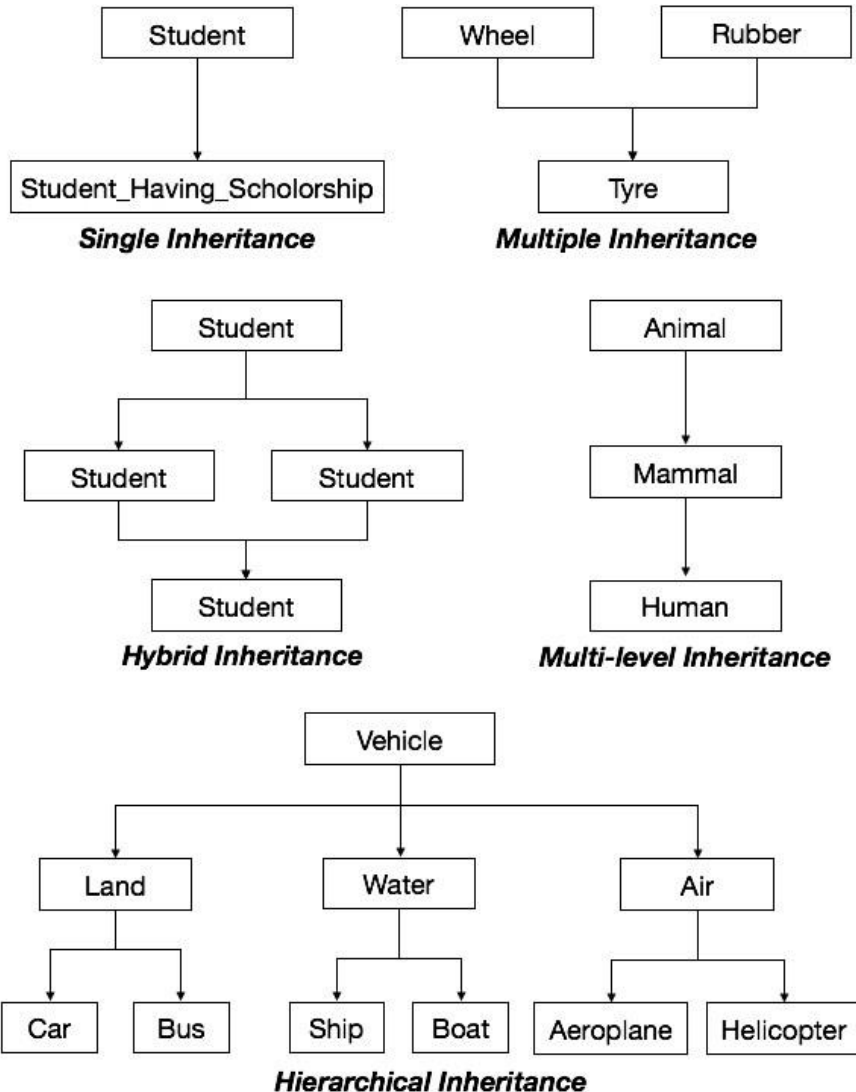 Student
Wheel
Rubber
Student_Having_Scholorship
Tyre
Single Inheritance
Multiple Inheritance
Student
Animal
Student
Student
Mammal
Student
Human
Hybrid Inheritance
Multi-level Inheritance
Vehicle
Land
Water
Air
Car
Bus
Ship
Boat
Aeroplane
Helicopter
Hierarchical Inheritance